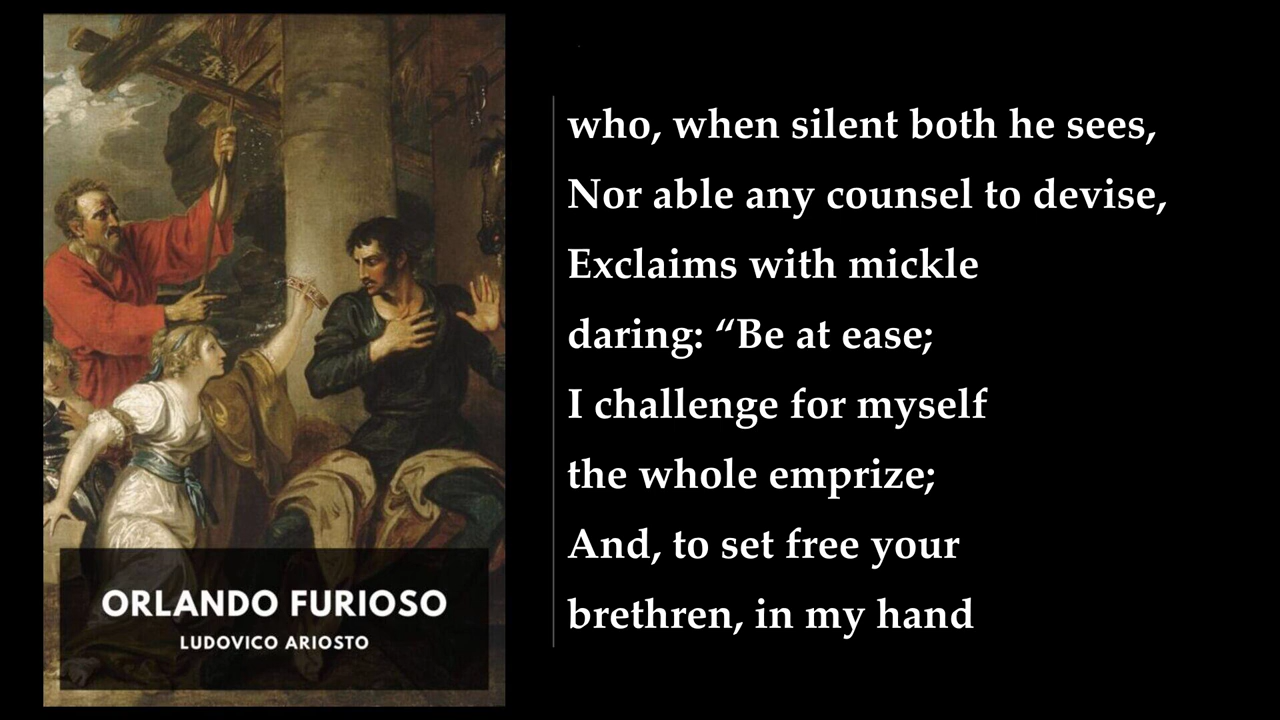 ORLANDO FURIOSO
LUDOVICO ARIOSTO
who, when silent both he sees,
Nor able any counsel to devise,
Exclaims with mickle
daring: “Be at ease;
I challenge for myself
the whole emprize;
And, to set free your
brethren, in my hand